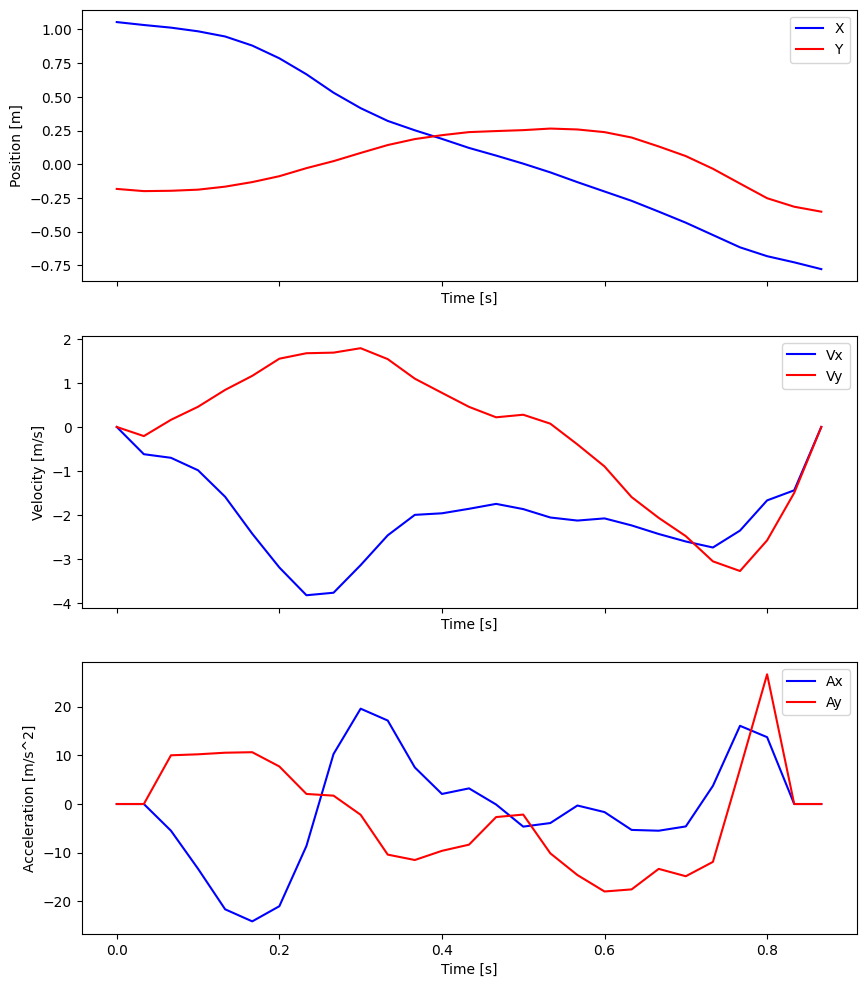 X
Y
Position [m]
1.00
0.75
0.50
0.25
0.00
−0.25
−0.50
−0.75
Time [s]
Vx
Vy
Velocity [m/s]
2
1
0
−1
−2
−3
−4
Time [s]
Ax
Ay
Acceleration [m/s^2]
20
10
0
−10
−20
0.0 0.2 0.4 0.6 0.8
Time [s]